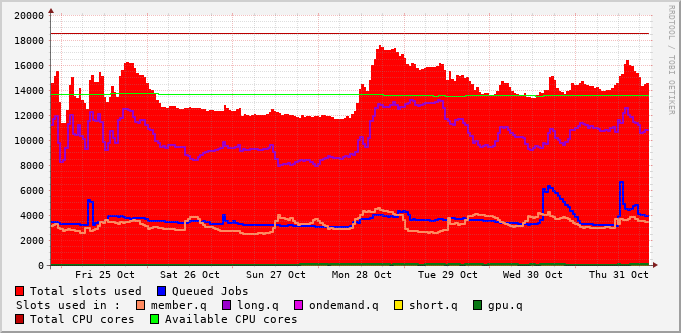 20000
18000
16000
14000
12000
10000
8000
6000
4000
2000
0
Fri 25 Oct Sat 26 Oct Sun 27 Oct Mon 28 Oct Tue 29 Oct Wed 30 Oct Thu 31 Oct
Total slots used Queued Jobs
Slots used in : member.q long.q ondemand.q short.q gpu.q
Total CPU cores Available CPU cores
RRDTOOL / TOBI OETIKER